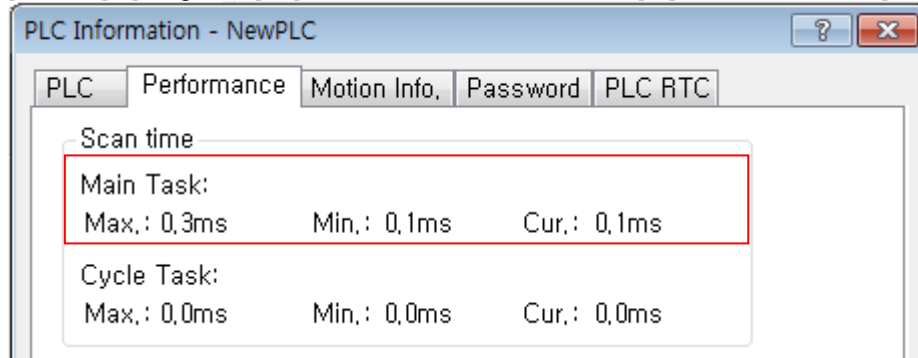 PLC Information - NewPLC
PLC Performance Motion Info, Password PLC RTC
Scan time
Main Task:
Max,: 0,3ms Min,: 0,1ms Cur,: 0,1ms
Cycle Task:
Max,: 0,0ms Min,: 0,0ms Cur,: 0,0ms